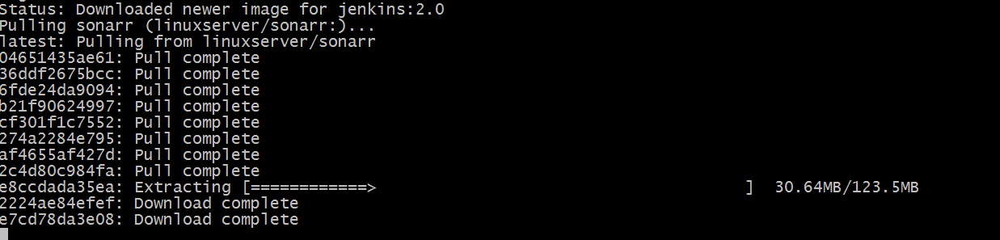 Status: Downloaded newer image for jenkins:2.0
Pulling sonarr (linuxserver/sonarr:)...
latest: Pulling from linuxserver/sonarr
04651435ae61: Pull complete
36ddf2675bcc: Pull complete
6fde24da9094: Pull complete
b21f90624997: Pull complete
cf301f1c7552: Pull complete
274a2284e795: Pull complete
af4655af427d: Pull complete
2c4d80c984fa: Pull complete
e8ccdada35ea: Extracting [============>                                      ]  30.64MB/123.5MB
2224ae84efef: Download complete
e7cd78da3e08: Download complete